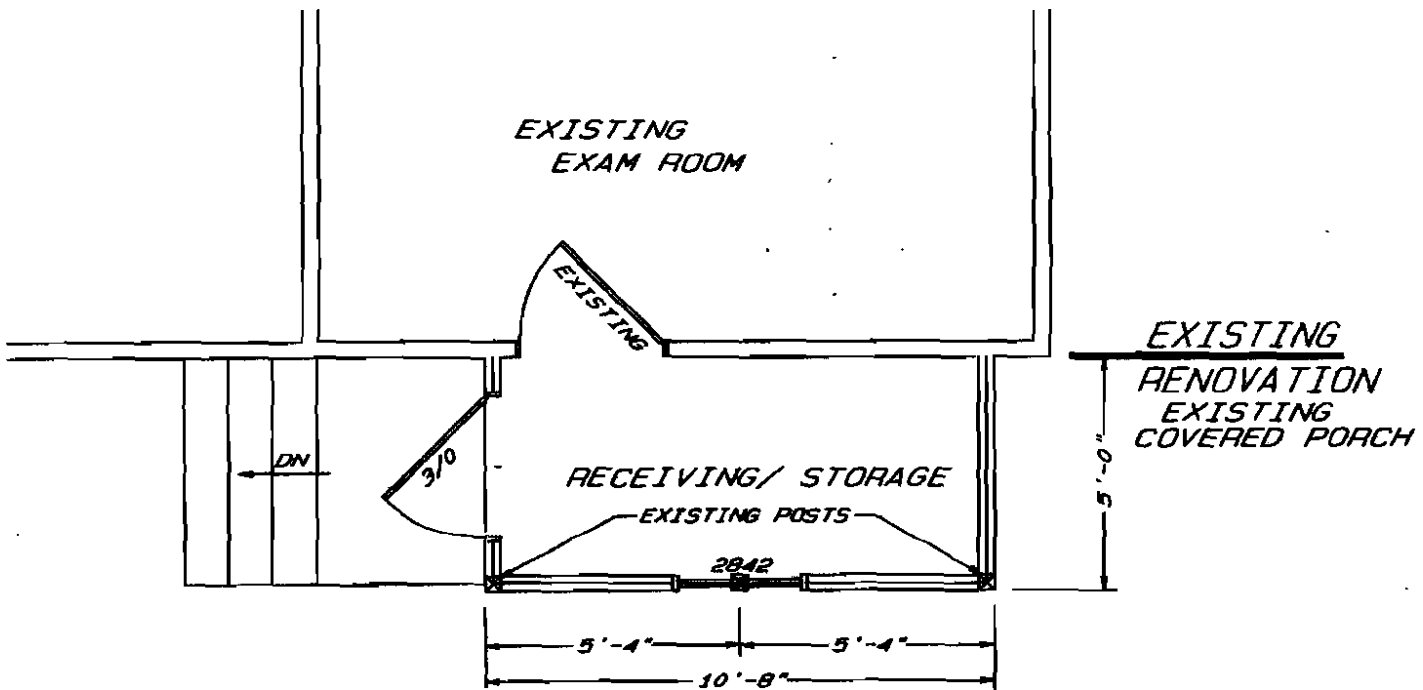 EXISTING
EXAM ROOM
EXISTING
EXISTING
RENOVATION
EXISTING
COVERED PORCH
DN
3/0
RECEIVING/ STORAGE
EXISTING POSTS
5'-0"
2842
5'-4"
5'-4"
10'-8"